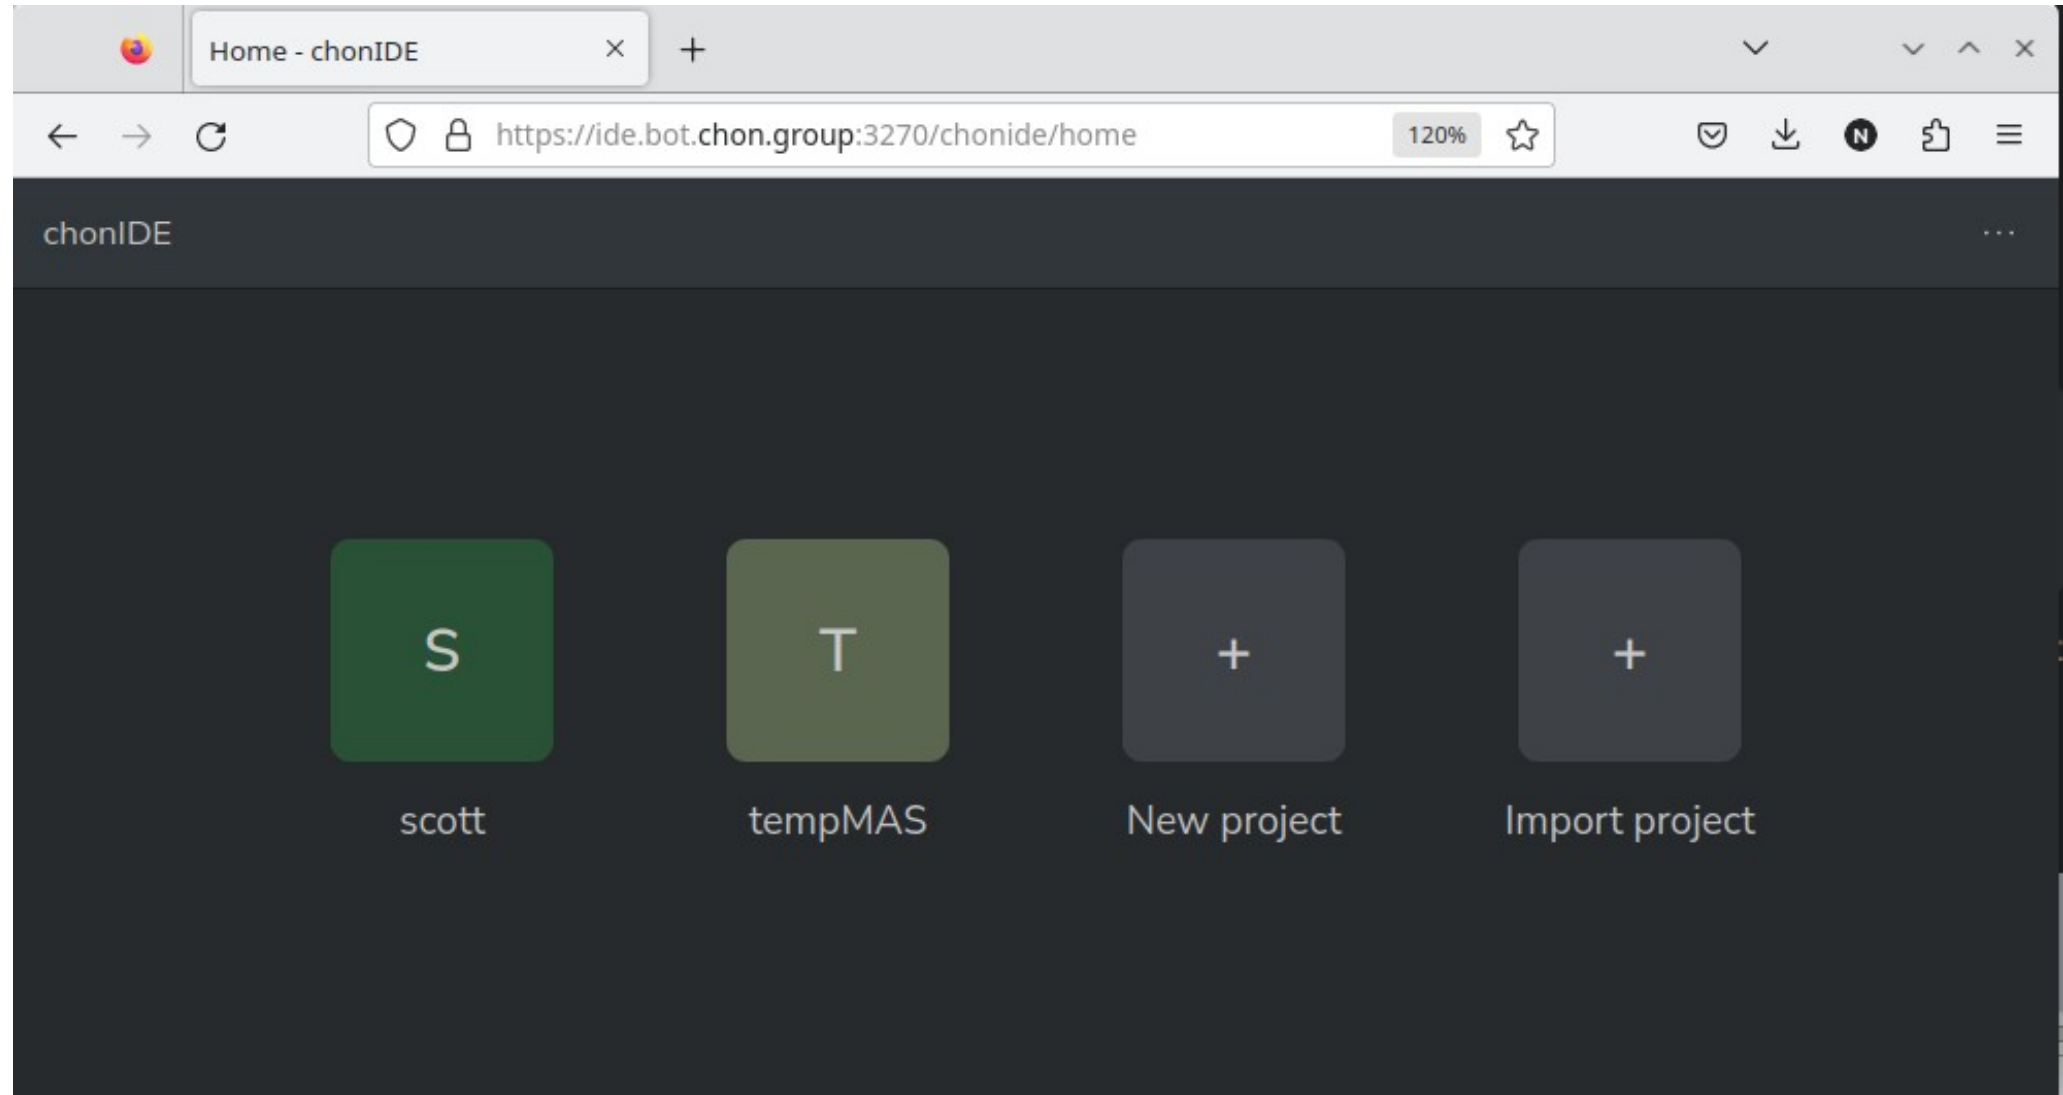 Home - chonIDE
https://ide.bot.chon.group:3270/chonide/home 120% N
chonIDE ...
S T + +
scott tempMAS New project Import project